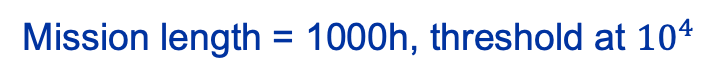 Mission length = 1000h, threshold at 10⁴